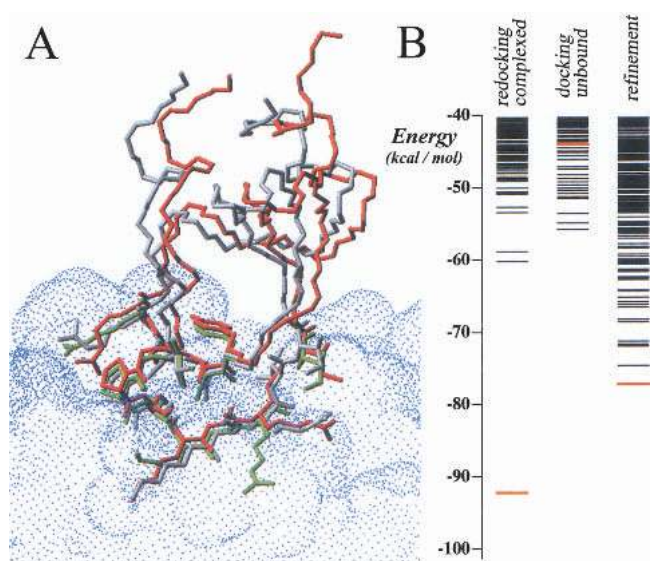 A
B
redocking
complexed
docking
unbound
refinement
Energy
(kcal / mol)
-40
-50
-60
-70
-80
-90
-100